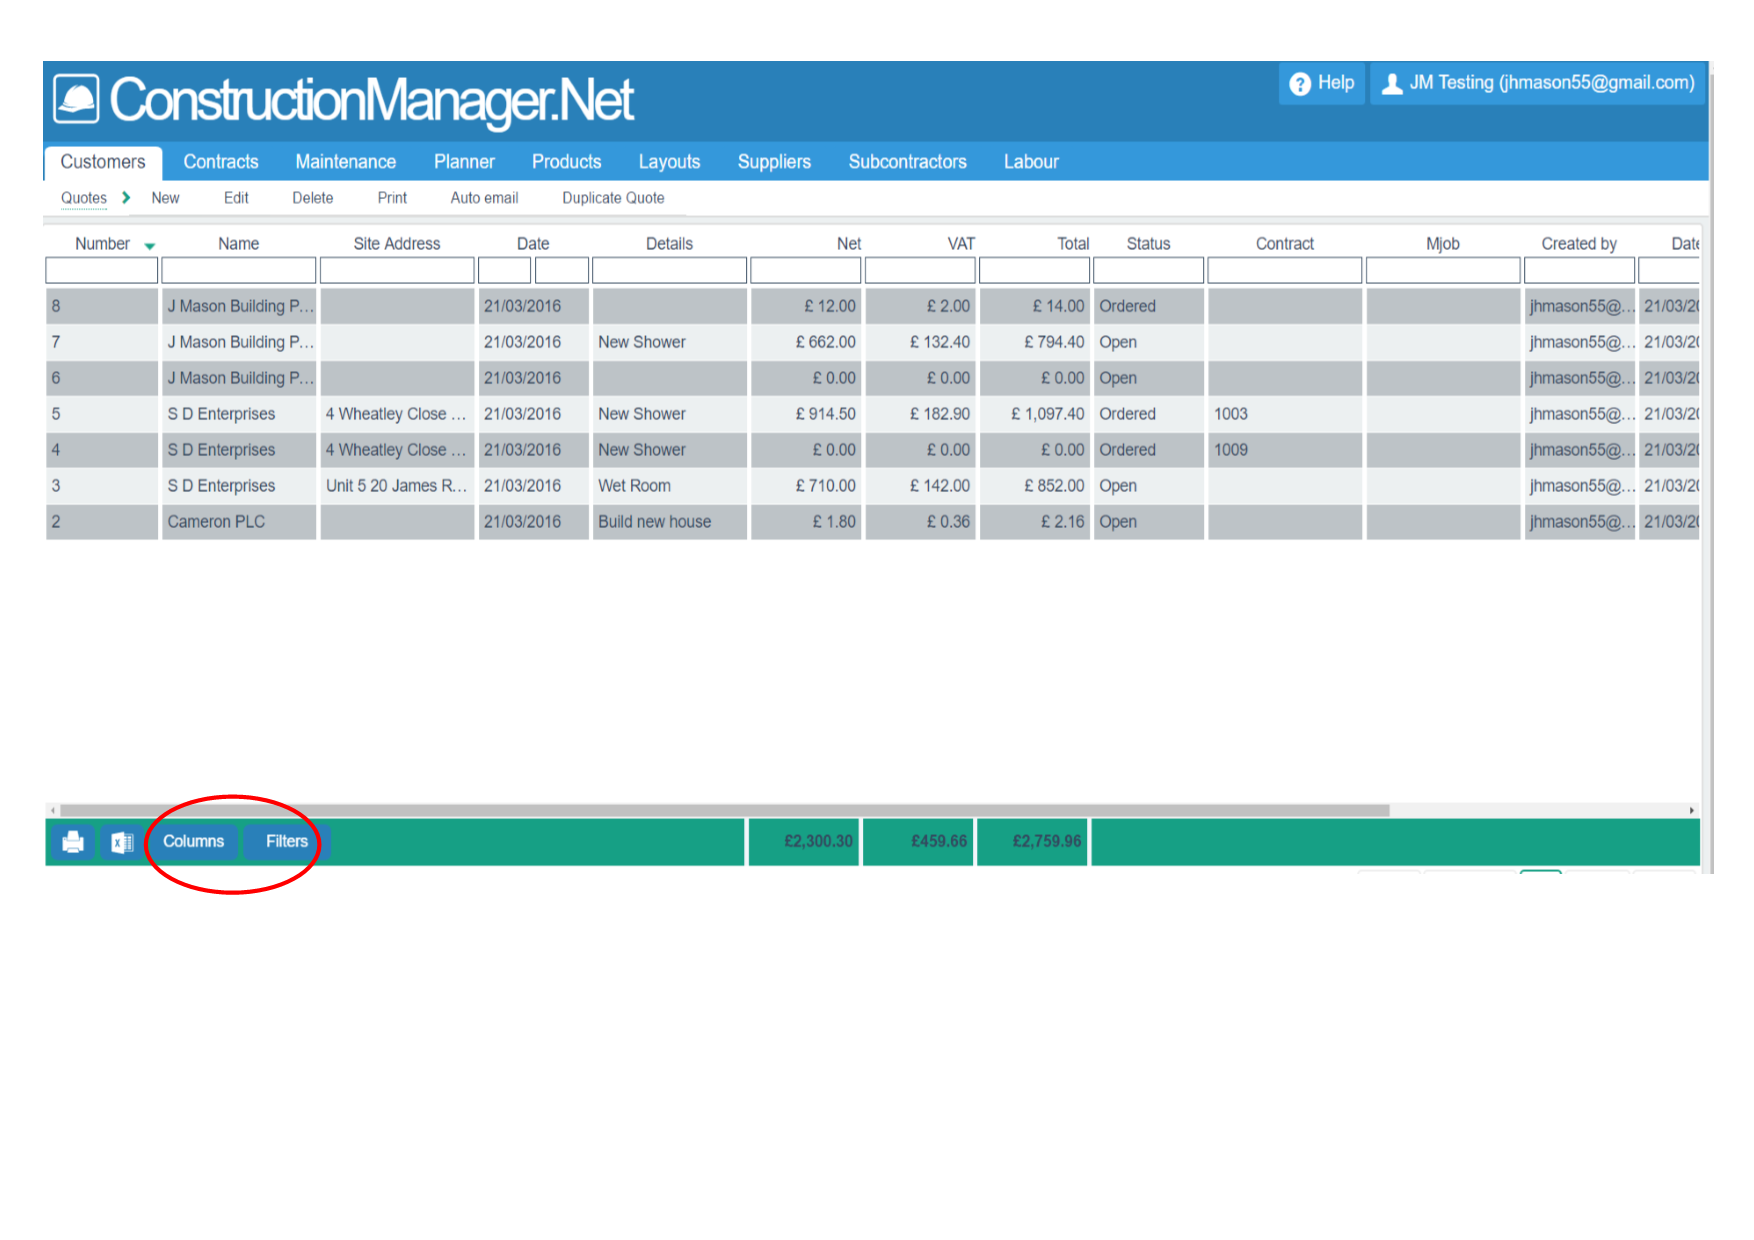 ConstructionManager.Net
Help JM Testing (jhmason55@gmail.com)
Customers Contracts Maintenance Planner Products Layouts Suppliers Subcontractors Labour
Quotes New Edit Delete Print Auto email Duplicate Quote
Number Name Site Address Date Details Net VAT Total Status Contract Mjob Created by Date
8 J Mason Building P... 21/03/2016 £ 12.00 £ 2.00 £ 14.00 Ordered jhmason55@... 21/03/20
7 J Mason Building P... 21/03/2016 New Shower £ 662.00 £ 132.40 £ 794.40 Open jhmason55@... 21/03/20
6 J Mason Building P... 21/03/2016 £ 0.00 £ 0.00 £ 0.00 Open jhmason55@... 21/03/20
5 S D Enterprises 4 Wheatley Close ... 21/03/2016 New Shower £ 914.50 £ 182.90 £ 1,097.40 Ordered 1003 jhmason55@... 21/03/20
4 S D Enterprises 4 Wheatley Close ... 21/03/2016 New Shower £ 0.00 £ 0.00 £ 0.00 Ordered 1009 jhmason55@... 21/03/20
3 S D Enterprises Unit 5 20 James R... 21/03/2016 Wet Room £ 710.00 £ 142.00 £ 852.00 Open jhmason55@... 21/03/20
2 Cameron PLC 21/03/2016 Build new house £ 1.80 £ 0.36 £ 2.16 Open jhmason55@... 21/03/20
Columns Filters £2,300.30 £459.66 £2,759.96